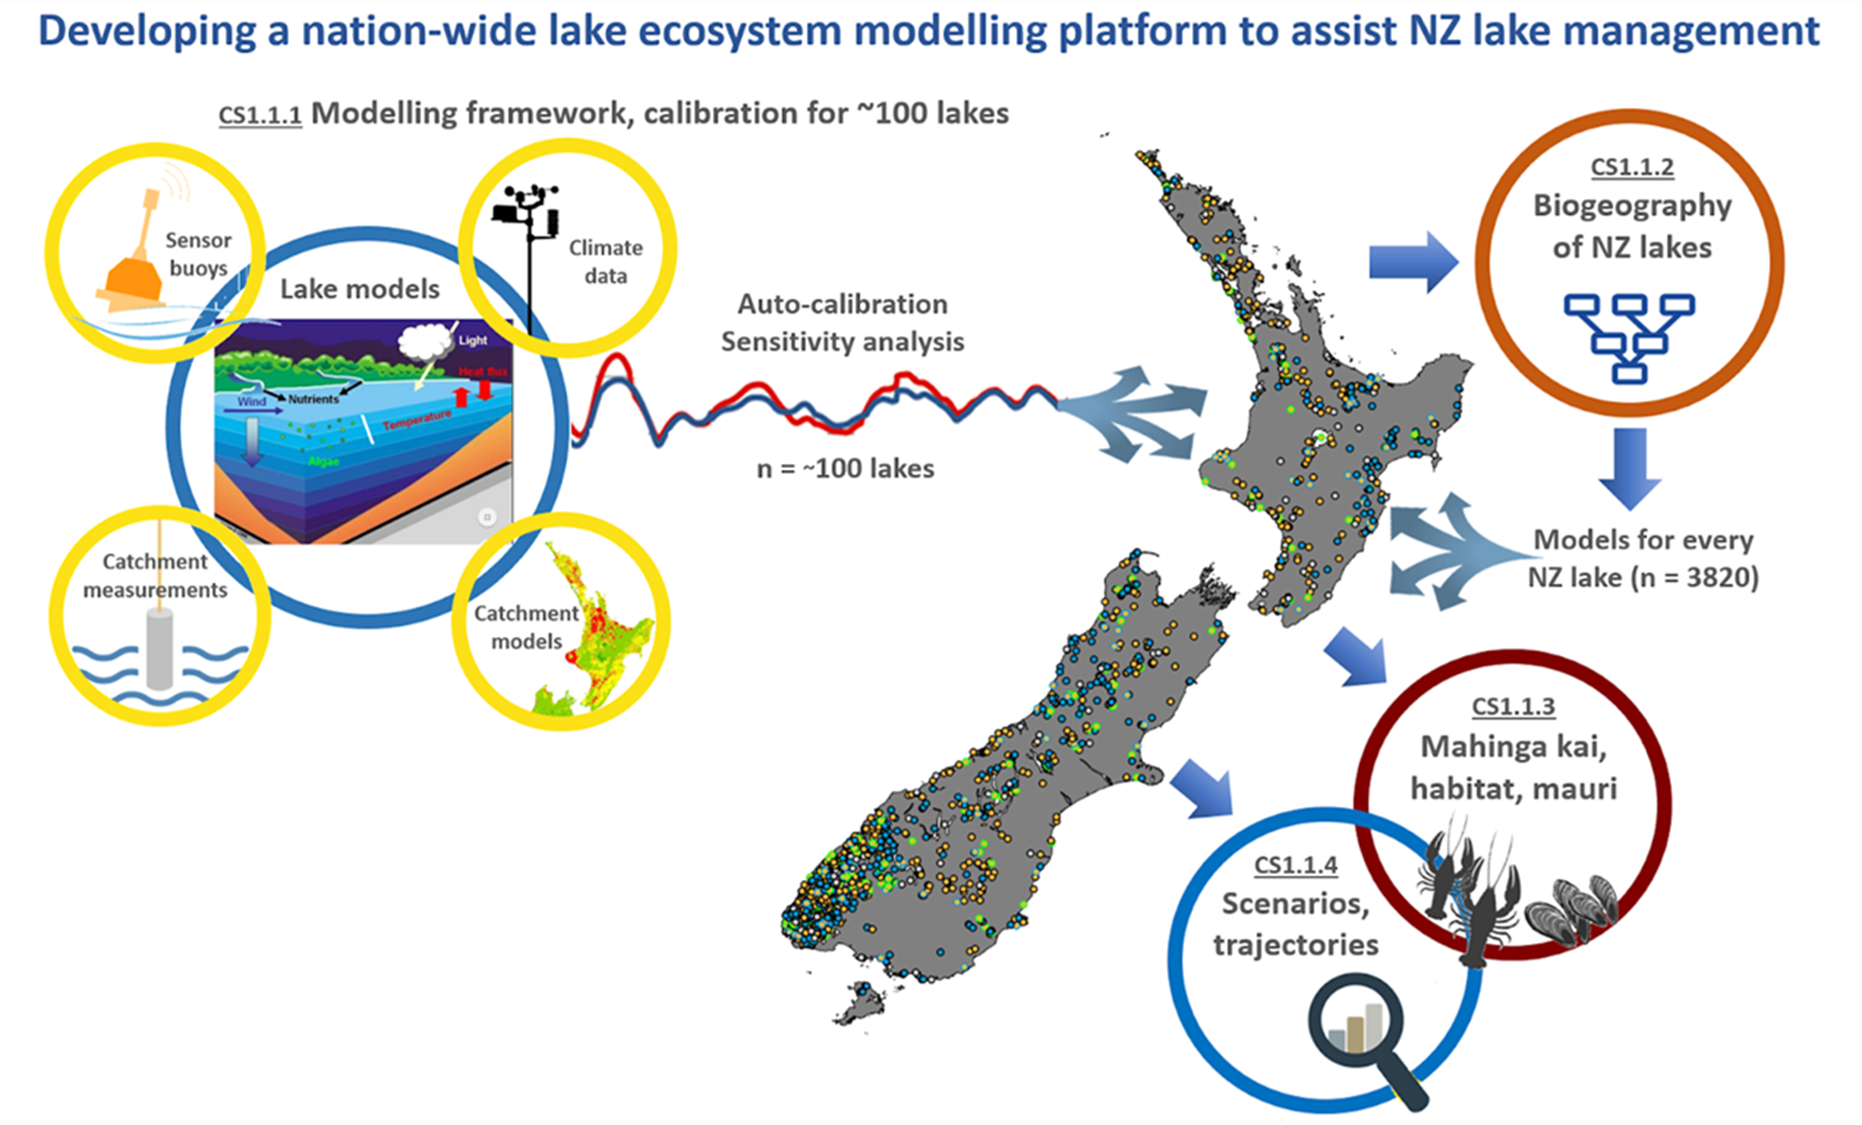 Developing a nation-wide lake ecosystem modelling platform to assist NZ lake management
CS1.1.1 Modelling framework, calibration for ~100 lakes
Sensor
buoys
Climate
data
Lake models
Light
Heat flux
Wind
Nutrients
Temperature
Algae
Catchment
measurements
Catchment
models
Auto-calibration
Sensitivity analysis
n = ~100 lakes
CS1.1.2
Biogeography
of NZ lakes
Models for every
NZ lake (n = 3820)
CS1.1.3
Mahinga kai,
habitat, mauri
CS1.1.4
Scenarios,
trajectories